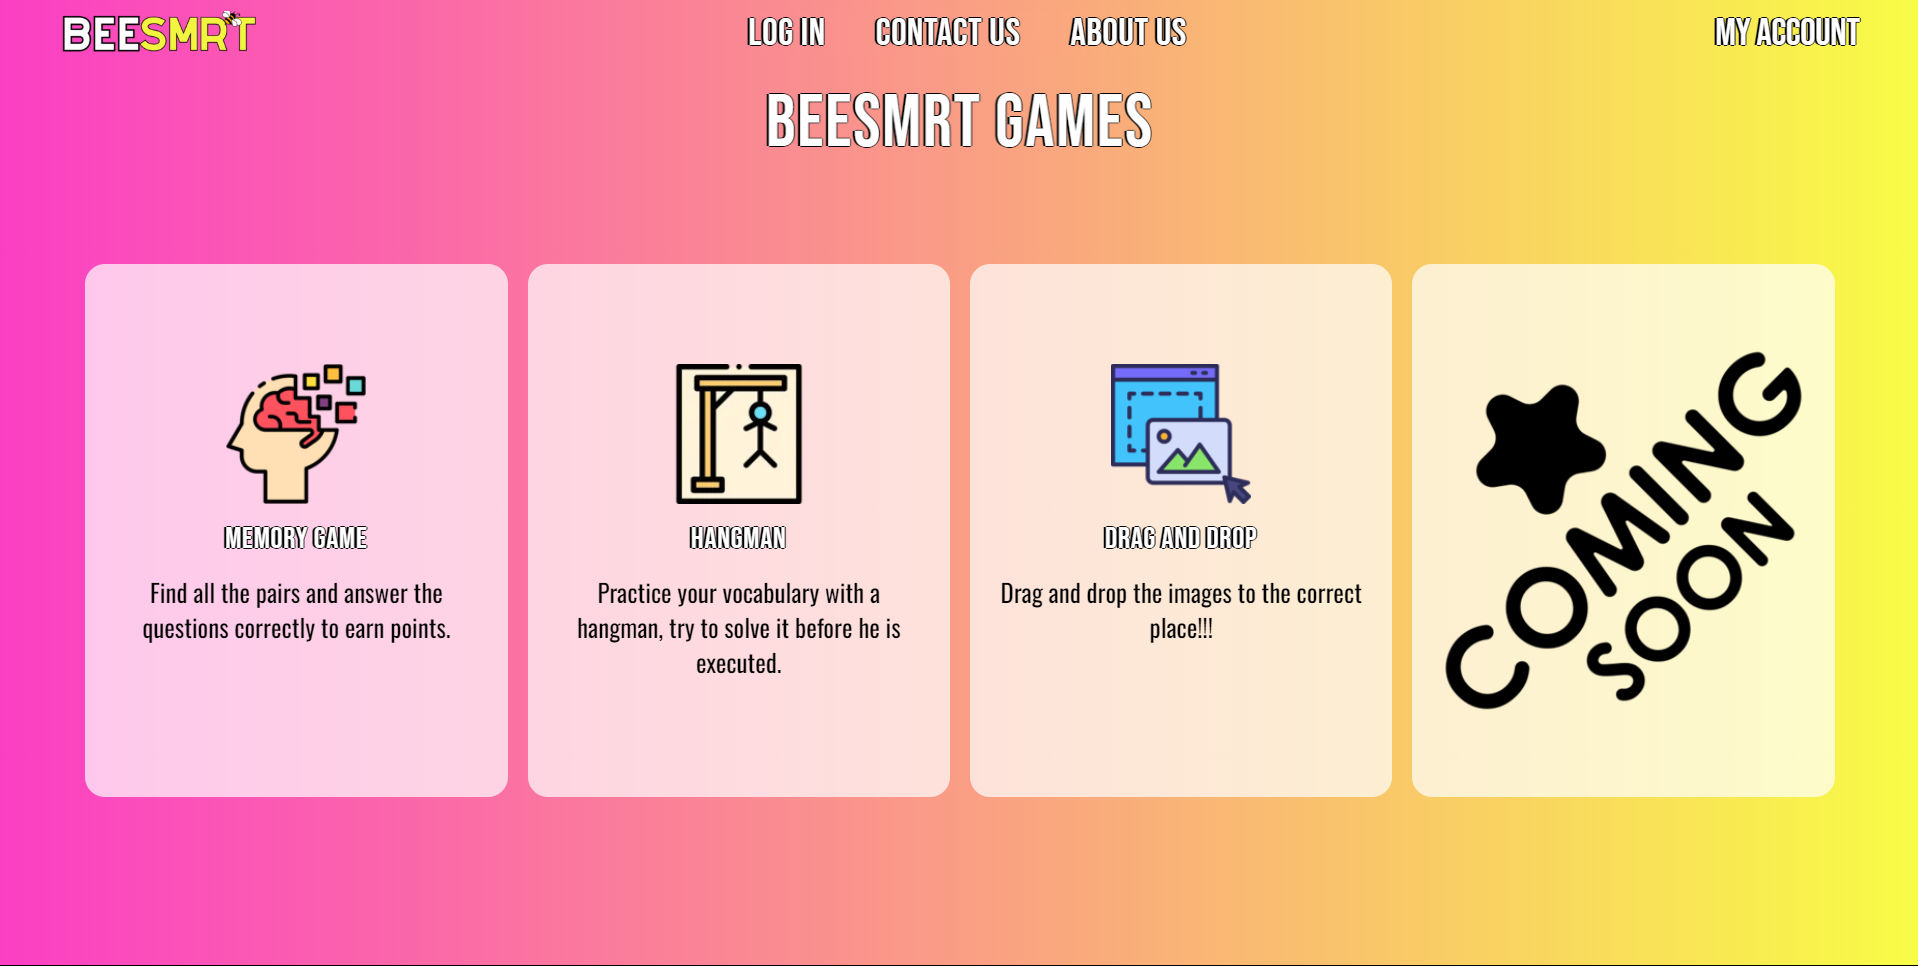 BEESMRT
LOG IN
CONTACT US
ABOUT US
MY ACCOUNT
BEESMRT GAMES
MEMORY GAME
Find all the pairs and answer the
questions correctly to earn points.
HANGMAN
Practice your vocabulary with a
hangman, try to solve it before he is
executed.
DRAG AND DROP
Drag and drop the images to the correct
place!!!
COMING
SOON